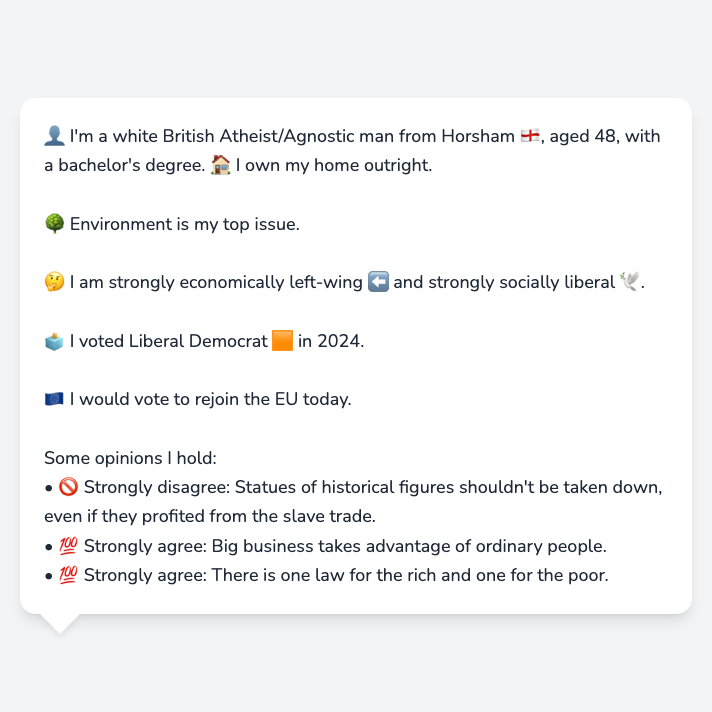 👤 I'm a white British Atheist/Agnostic man from Horsham 🏴󠁧󠁢󠁥󠁮󠁧󠁿, aged 48, with
a bachelor's degree. 🏠 I own my home outright.
🌳 Environment is my top issue.
🤔 I am strongly economically left-wing ⬅️ and strongly socially liberal 🕊️.
🗳️ I voted Liberal Democrat 🟧 in 2024.
🇪🇺 I would vote to rejoin the EU today.
Some opinions I hold:
• 🚫 Strongly disagree: Statues of historical figures shouldn't be taken down,
even if they profited from the slave trade.
• 💯 Strongly agree: Big business takes advantage of ordinary people.
• 💯 Strongly agree: There is one law for the rich and one for the poor.